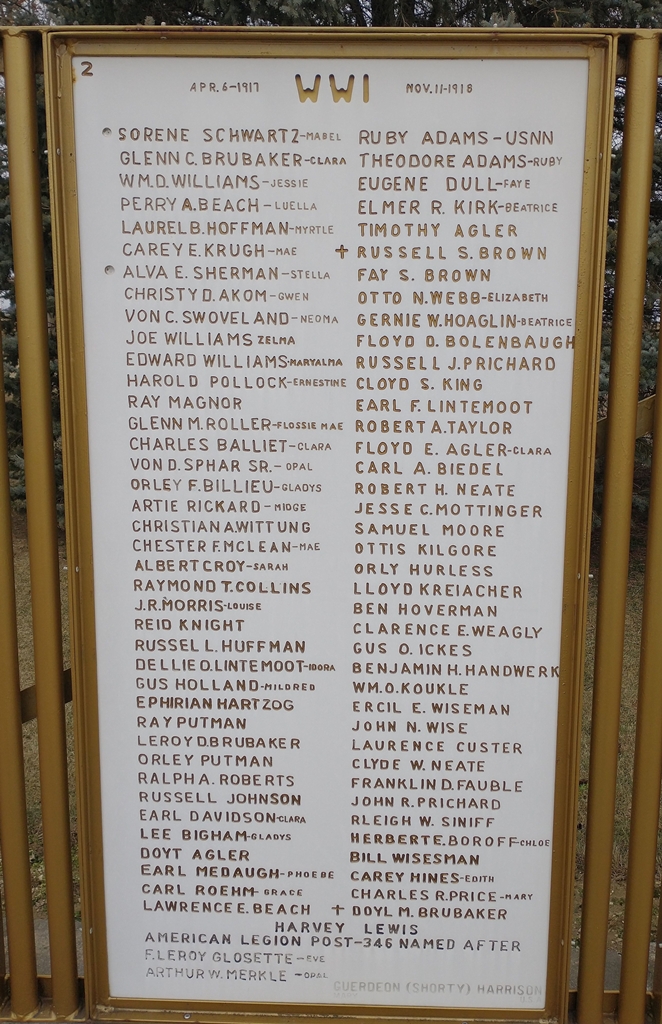 2
APR.6-1917 WWI NOV.11-1918
SORENE SCHWARTZ-MABEL
GLENN C. BRUBAKER-CLARA
WM.D. WILLIAMS-JESSIE
PERRY A. BEACH-LUELLA
LAUREL B. HOFFMAN-MYRTLE
CAREY E. KRUGH-MAE
ALVA E. SHERMAN-STELLA
CHRISTY D. AKOM-GWEN
VON C. SWOVELAND-NEOMA
JOE WILLIAMS ZELMA
EDWARD WILLIAMS-MARYALMA
HAROLD POLLOCK-ERNESTINE
RAY MAGNOR
GLENN M. ROLLER-FLOSSIE MAE
CHARLES BALLIET-CLARA
VON D. SPHAR SR.-OPAL
ORLEY F. BILLIEU-GLADYS
ARTIE RICKARD-MIDGE
CHRISTIAN A. WITTUNG
CHESTER F. MCLEAN-MAE
ALBERT CROY-SARAH
RAYMOND T. COLLINS
J.R. MORRIS-LOUISE
REID KNIGHT
RUSSEL L. HUFFMAN
DELLIE O. LINTEMOOT-IDORA
GUS HOLLAND-MILDRED
EPHIRIAN HARTZOG
RAY PUTMAN
LEROY D. BRUBAKER
ORLEY PUTMAN
RALPH A. ROBERTS
RUSSELL JOHNSON
EARL DAVIDSON-CLARA
LEE BIGHAM-GLADYS
DOYT AGLER
EARL MEDAUGH-PHOEBE
CARL ROEHM-GRACE
LAWRENCE E. BEACH
RUBY ADAMS-USNN
THEODORE ADAMS-RUBY
EUGENE DULL-FAYE
ELMER R. KIRK-BEATRICE
TIMOTHY AGLER
✝ RUSSELL S. BROWN
FAY S. BROWN
OTTO N. WEBB-ELIZABETH
GERNIE W. HOAGLIN-BEATRICE
FLOYD D. BOLENBAUGH
RUSSELL J. PRICHARD
CLOYD S. KING
EARL F. LINTEMOOT
ROBERT A. TAYLOR
FLOYD E. AGLER-CLARA
CARL A. BIEDEL
ROBERT H. NEATE
JESSE C. MOTTINGER
SAMUEL MOORE
OTTIS KILGORE
ORLY HURLESS
LLOYD KREIACHER
BEN HOVERMAN
CLARENCE E. WEAGLY
GUS O. ICKES
BENJAMIN H. HANDWERK
WM.O. KOUKLE
ERCIL E. WISEMAN
JOHN N. WISE
LAURENCE CUSTER
CLYDE W. NEATE
FRANKLIN D. FAUBLE
JOHN R. PRICHARD
RLEIGH W. SINIFF
HERBERT E. BOROFF-CHLOE
BILL WISESMAN
CAREY HINES-EDITH
CHARLES R. PRICE-MARY
✝ DOYL M. BRUBAKER
HARVEY LEWIS
AMERICAN LEGION POST-346 NAMED AFTER
F. LEROY GLOSETTE-EVE
ARTHUR W. MERKLE-OPAL
GUERDEON (SHORTY) HARRISON